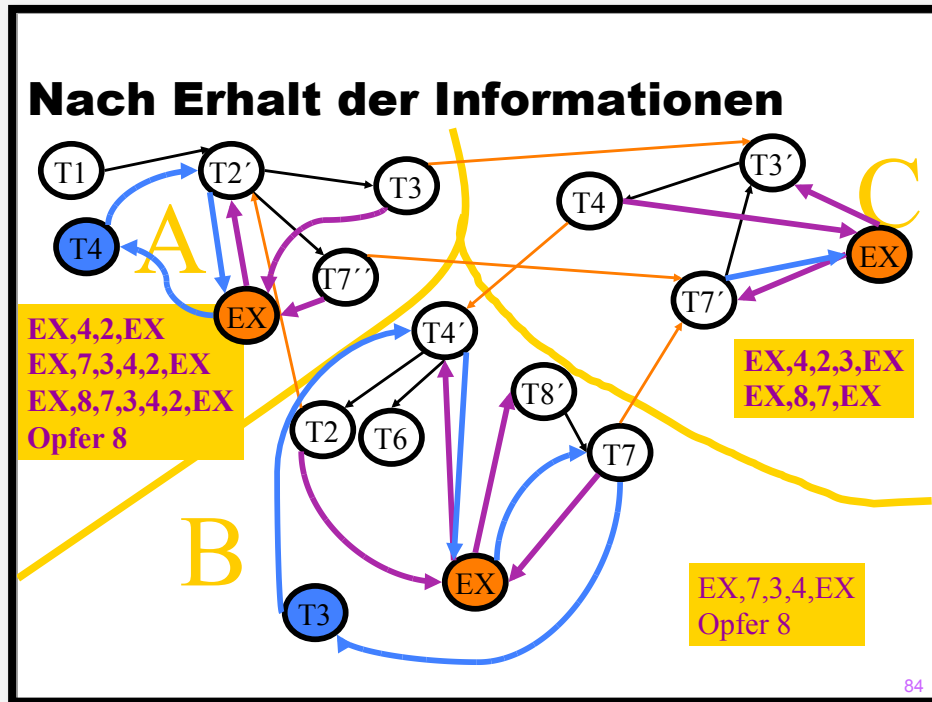 Nach Erhalt der Informationen
T1
T2´
T3
T3´
T4
C
T4
A
EX
T7´´
T7´
EX
EX,4,2,EX
EX,7,3,4,2,EX
EX,8,7,3,4,2,EX
Opfer 8
T4´
EX,4,2,3,EX
EX,8,7,EX
T8´
T2
T6
T7
B
EX
T3
EX,7,3,4,EX
Opfer 8
84